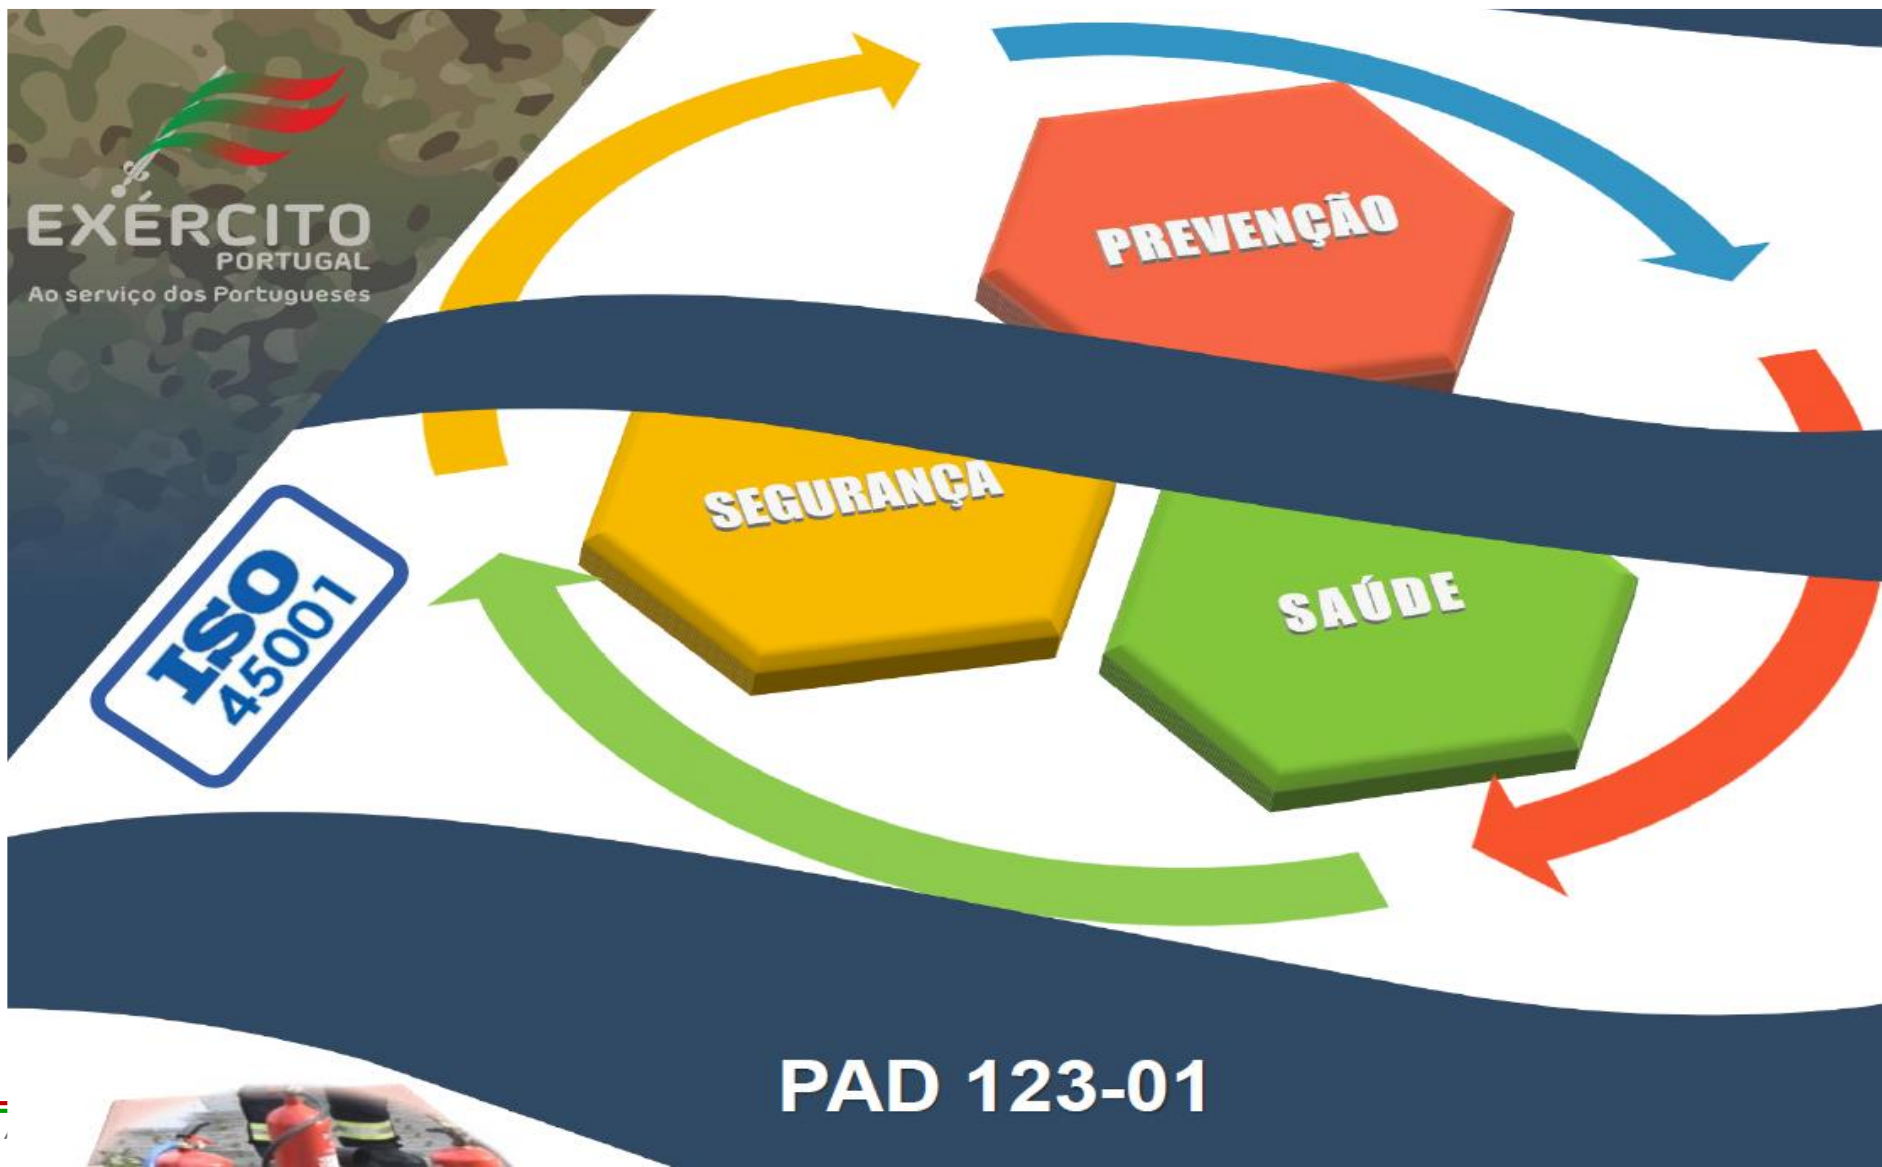 EXÉRCITO
PORTUGAL
Ao serviço dos Portugueses
PREVENÇÃO
SEGURANÇA
SAÚDE
ISO
45001
PAD 123-01